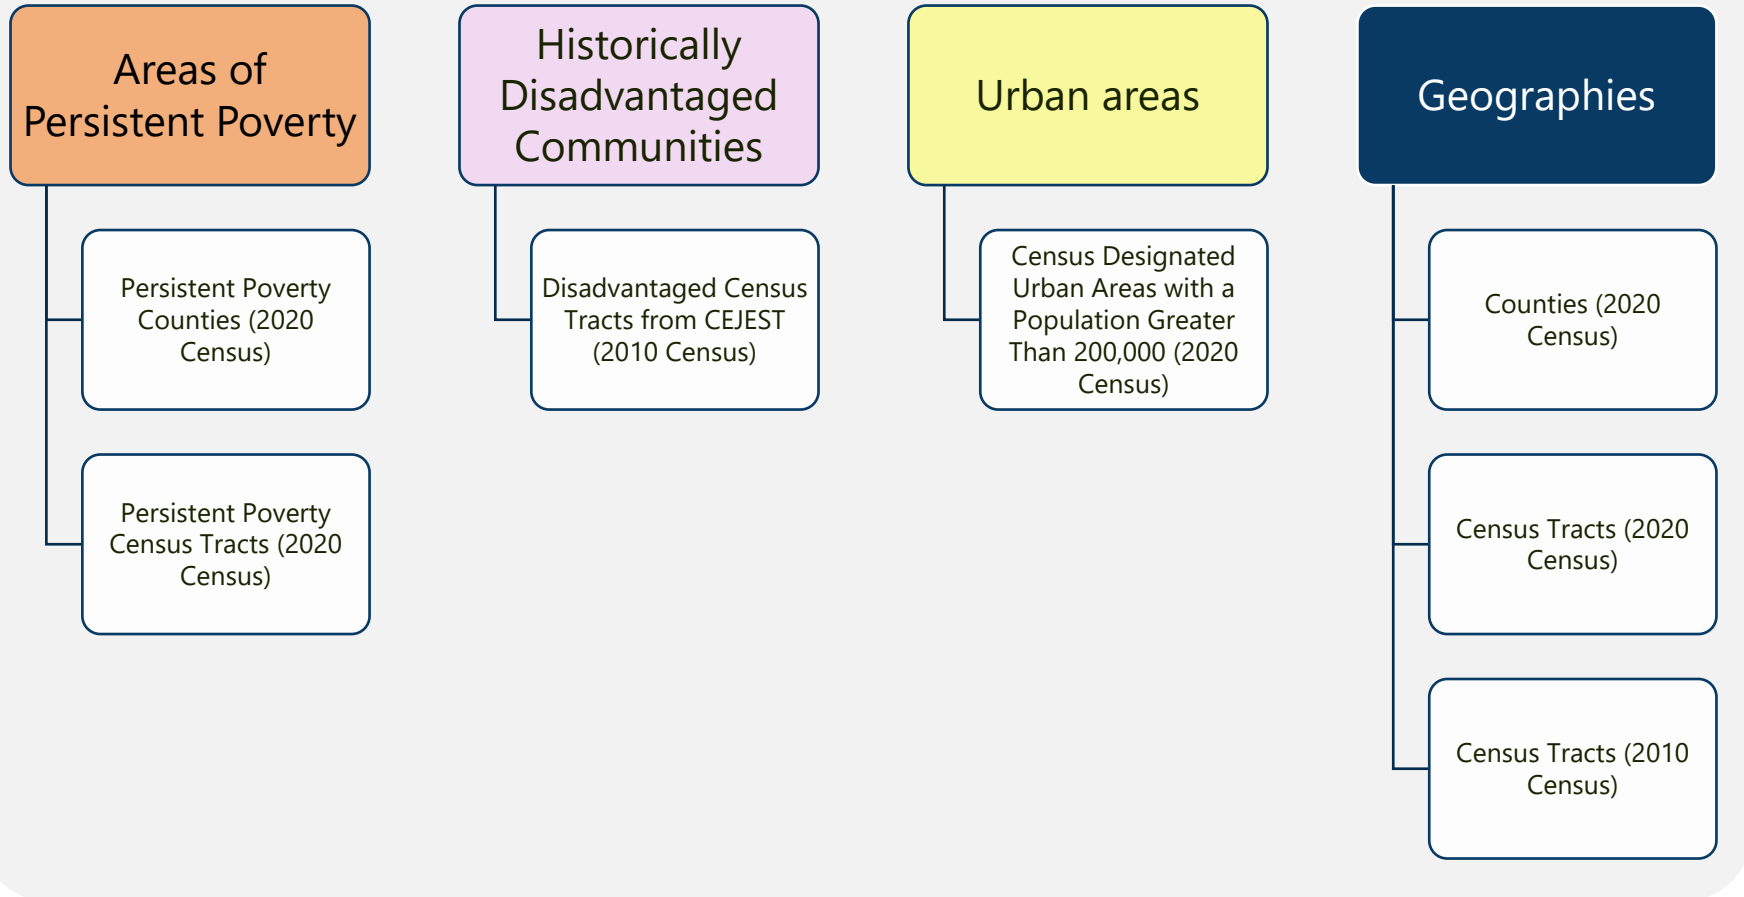 Areas of
Persistent Poverty
Persistent Poverty
Counties (2020
Census)
Persistent Poverty
Census Tracts (2020
Census)
Historically
Disadvantaged
Communities
Disadvantaged Census
Tracts from CEJEST
(2010 Census)
Urban areas
Census Designated
Urban Areas with a
Population Greater
Than 200,000 (2020
Census)
Geographies
Counties (2020
Census)
Census Tracts (2020
Census)
Census Tracts (2010
Census)